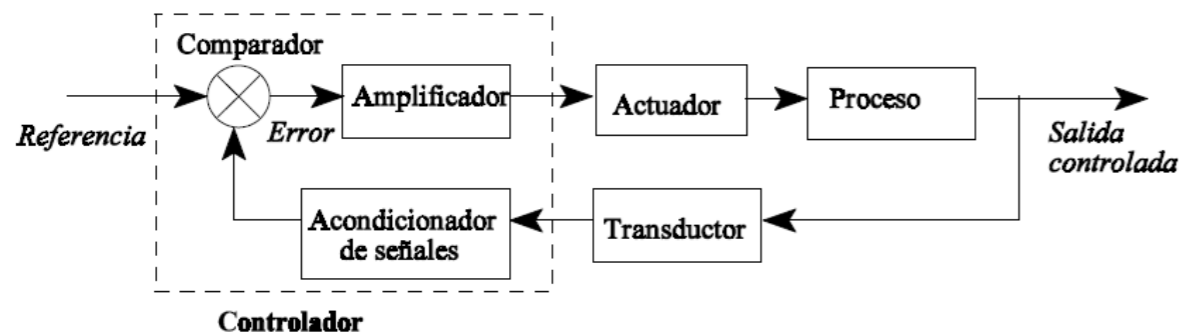 Comparador
Amplificador
Actuador
Proceso
Referencia
Error
Salida
controlada
Acondicionador
de señales
Transductor
Controlador